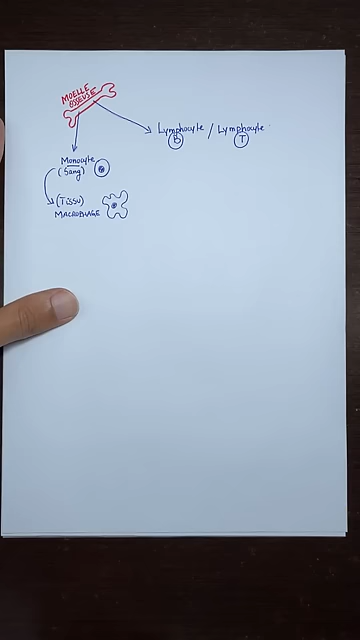 MOELLE
OSSEUSE
Lymphocyte / Lymphocyte
B T
Monocyte
(Sang)
(Tissu)
MACROPHAGE